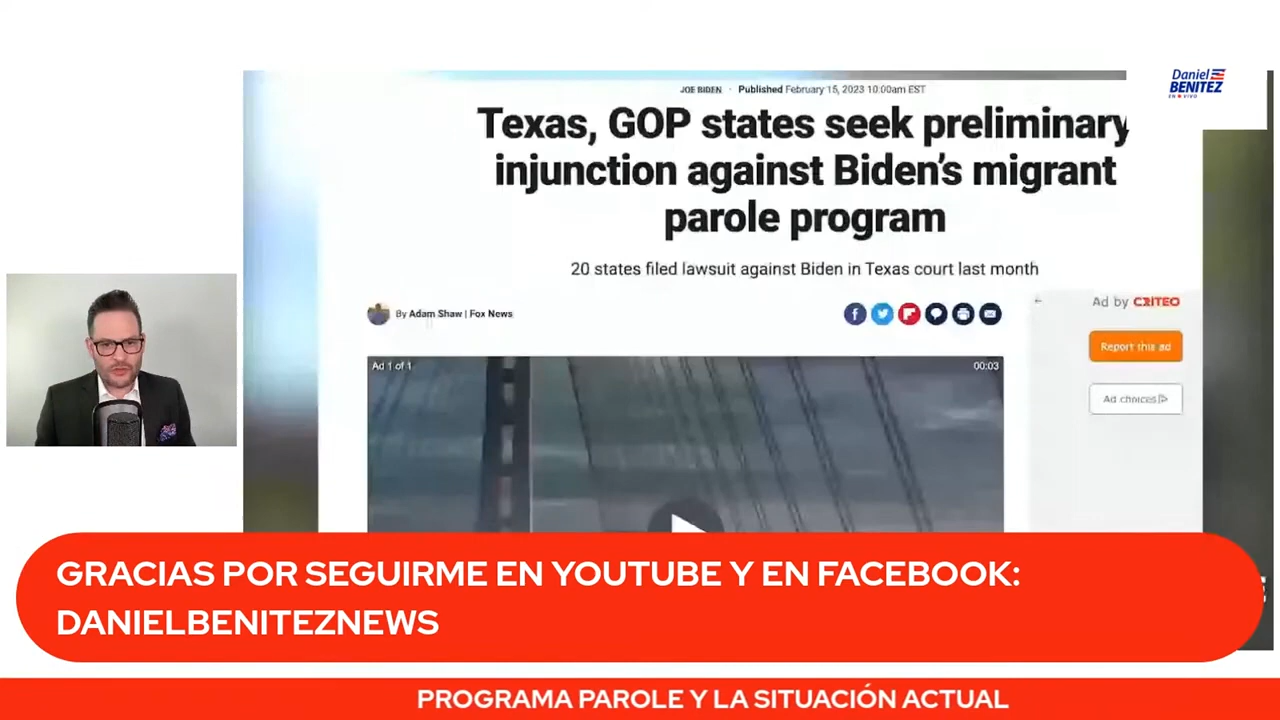 JOE BIDEN · Published February 15, 2023 10:00am EST
Daniel
BENITEZ
EN VIVO
Texas, GOP states seek preliminary
injunction against Biden's migrant
parole program
20 states filed lawsuit against Biden in Texas court last month
By Adam Shaw | Fox News
Ad by CRITEO
Report this ad
Ad choices
Ad 1 of 1
00:03
GRACIAS POR SEGUIRME EN YOUTUBE Y EN FACEBOOK:
DANIELBENITEZNEWS
PROGRAMA PAROLE Y LA SITUACIÓN ACTUAL